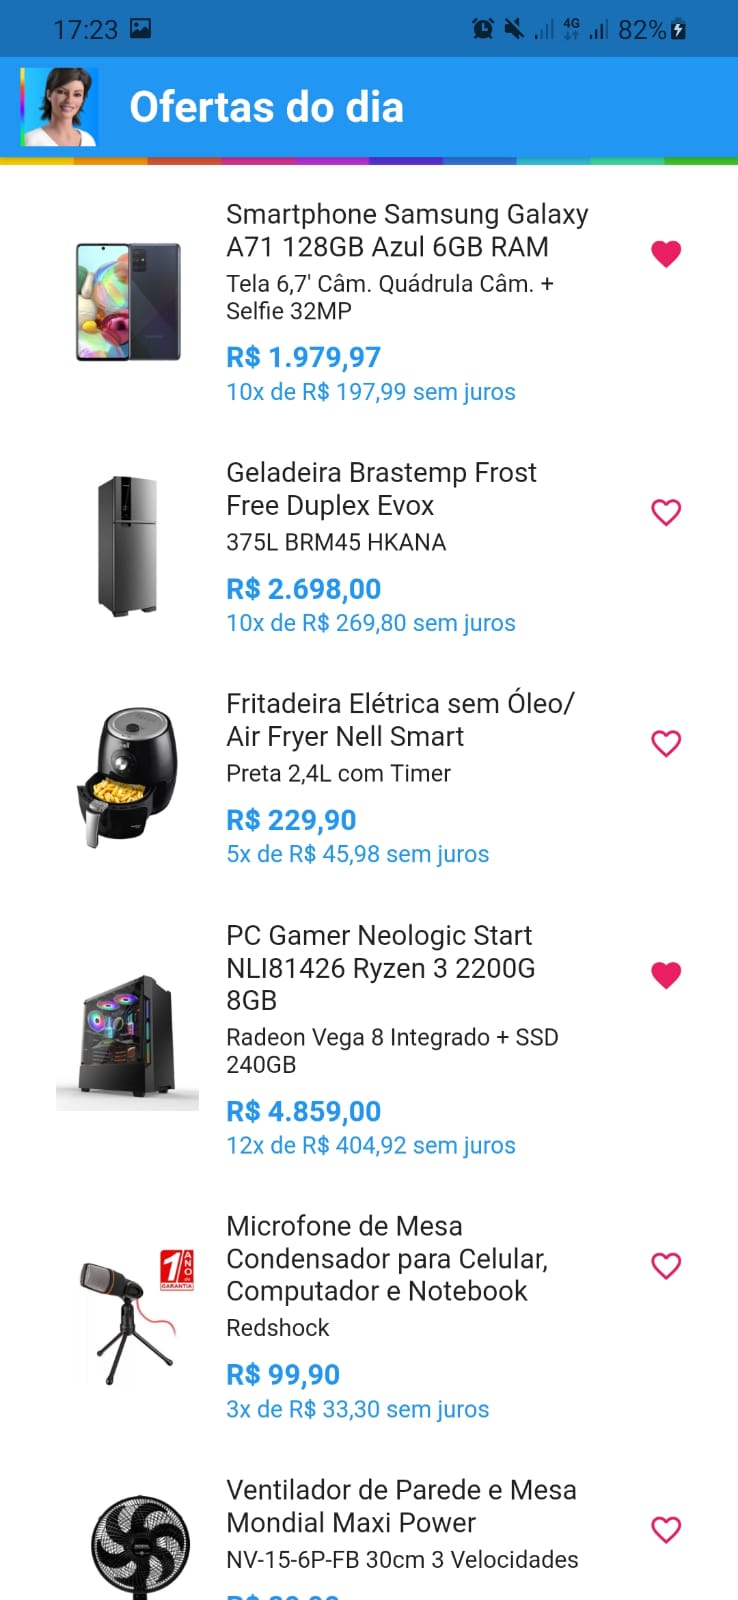 17:23
4G
82%
Ofertas do dia
Smartphone Samsung Galaxy
A71 128GB Azul 6GB RAM
Tela 6,7' Câm. Quádrula Câm. +
Selfie 32MP
R$ 1.979,97
10x de R$ 197,99 sem juros
Geladeira Brastemp Frost
Free Duplex Evox
375L BRM45 HKANA
R$ 2.698,00
10x de R$ 269,80 sem juros
Fritadeira Elétrica sem Óleo/
Air Fryer Nell Smart
Preta 2,4L com Timer
R$ 229,90
5x de R$ 45,98 sem juros
PC Gamer Neologic Start
NLI81426 Ryzen 3 2200G
8GB
Radeon Vega 8 Integrado + SSD
240GB
R$ 4.859,00
12x de R$ 404,92 sem juros
1 ANO de
GARANTIA
Microfone de Mesa
Condensador para Celular,
Computador e Notebook
Redshock
R$ 99,90
3x de R$ 33,30 sem juros
Ventilador de Parede e Mesa
Mondial Maxi Power
NV-15-6P-FB 30cm 3 Velocidades